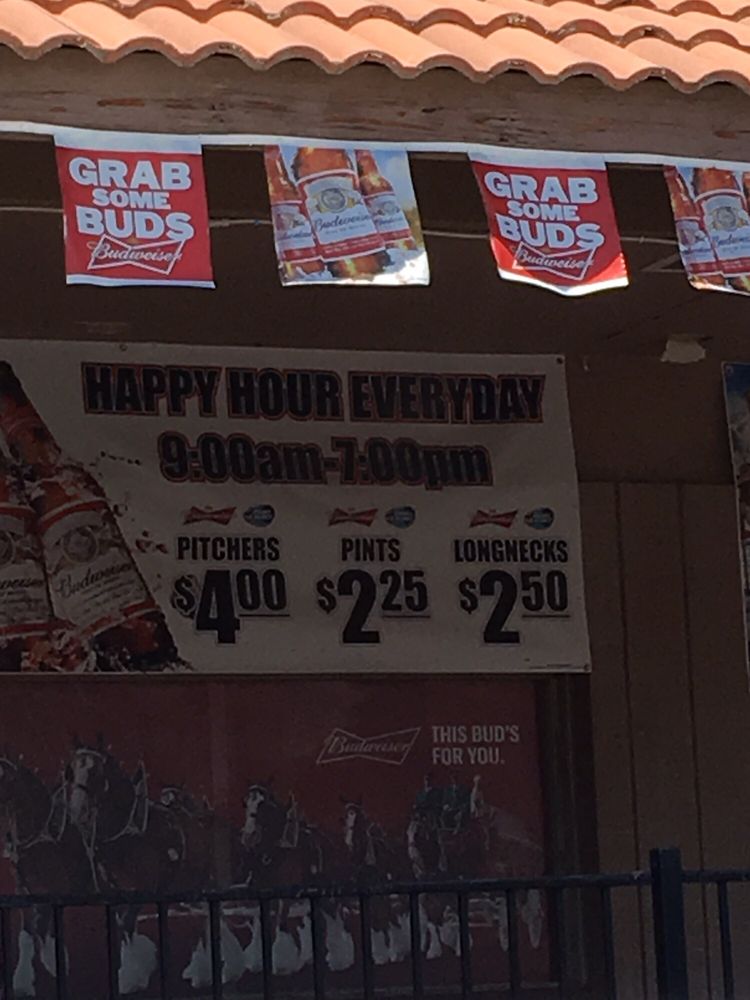 GRAB
SOME
BUDS
Budweiser
Budweiser
GRAB
SOME
BUDS
Budweiser
HAPPY HOUR EVERYDAY
9:00am-7:00pm
PITCHERS
PINTS
LONGNECKS
$4.00
$2.25
$2.50
Budweiser
THIS BUD'S
FOR YOU.